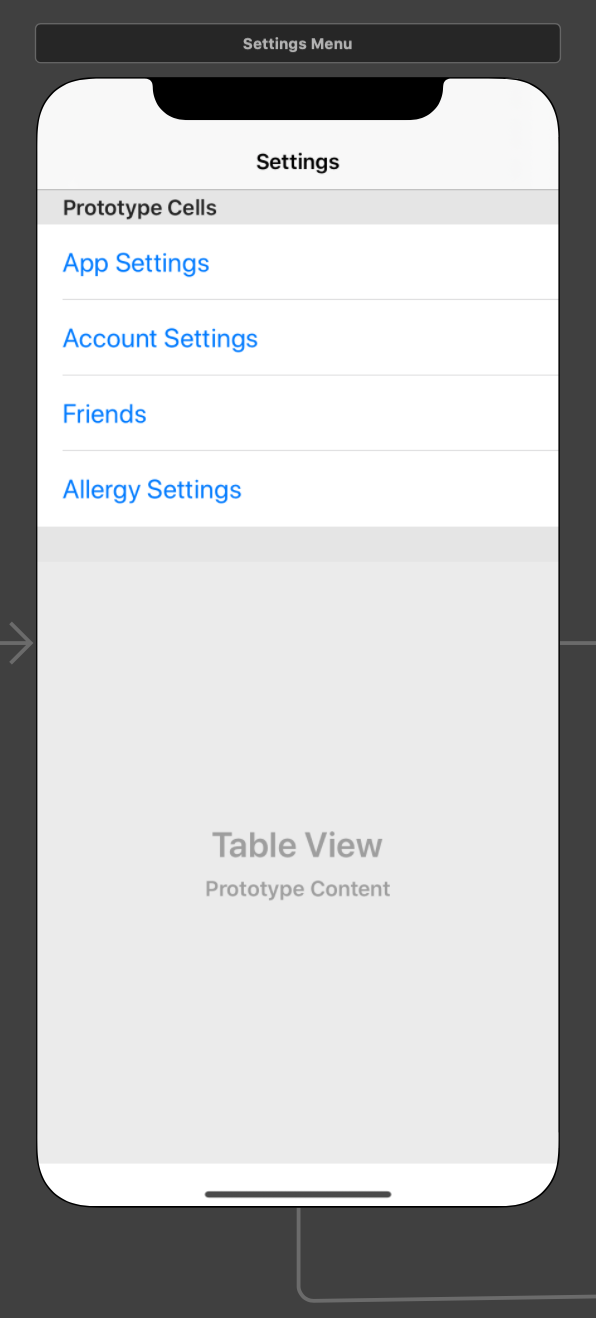 Settings Menu
Settings
Prototype Cells
App Settings
Account Settings
Friends
Allergy Settings
Table View
Prototype Content